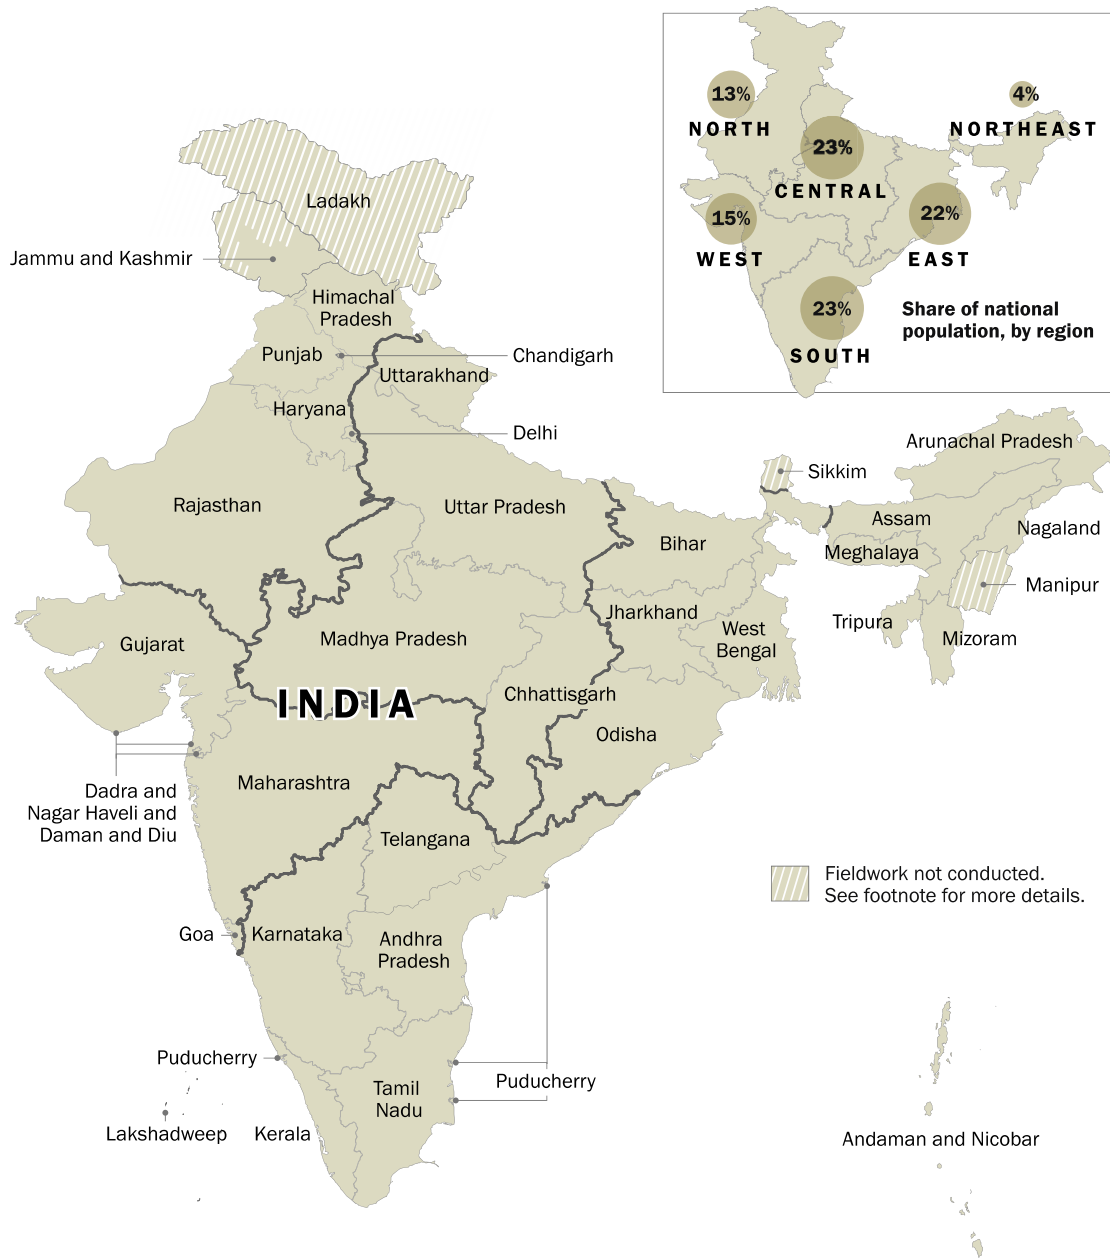 13%
NORTH
4%
NORTHEAST
23%
CENTRAL
15%
WEST
22%
EAST
23%
SOUTH
Share of national
population, by region
Ladakh
Jammu and Kashmir
Himachal
Pradesh
Punjab
Chandigarh
Uttarakhand
Haryana
Delhi
Rajasthan
Uttar Pradesh
Bihar
Sikkim
Arunachal Pradesh
Assam
Nagaland
Meghalaya
Manipur
Tripura
Mizoram
Gujarat
Madhya Pradesh
Jharkhand
West
Bengal
INDIA
Chhattisgarh
Odisha
Maharashtra
Dadra and
Nagar Haveli and
Daman and Diu
Telangana
Fieldwork not conducted.
See footnote for more details.
Goa
Karnataka
Andhra
Pradesh
Puducherry
Puducherry
Tamil
Nadu
Lakshadweep
Kerala
Andaman and Nicobar